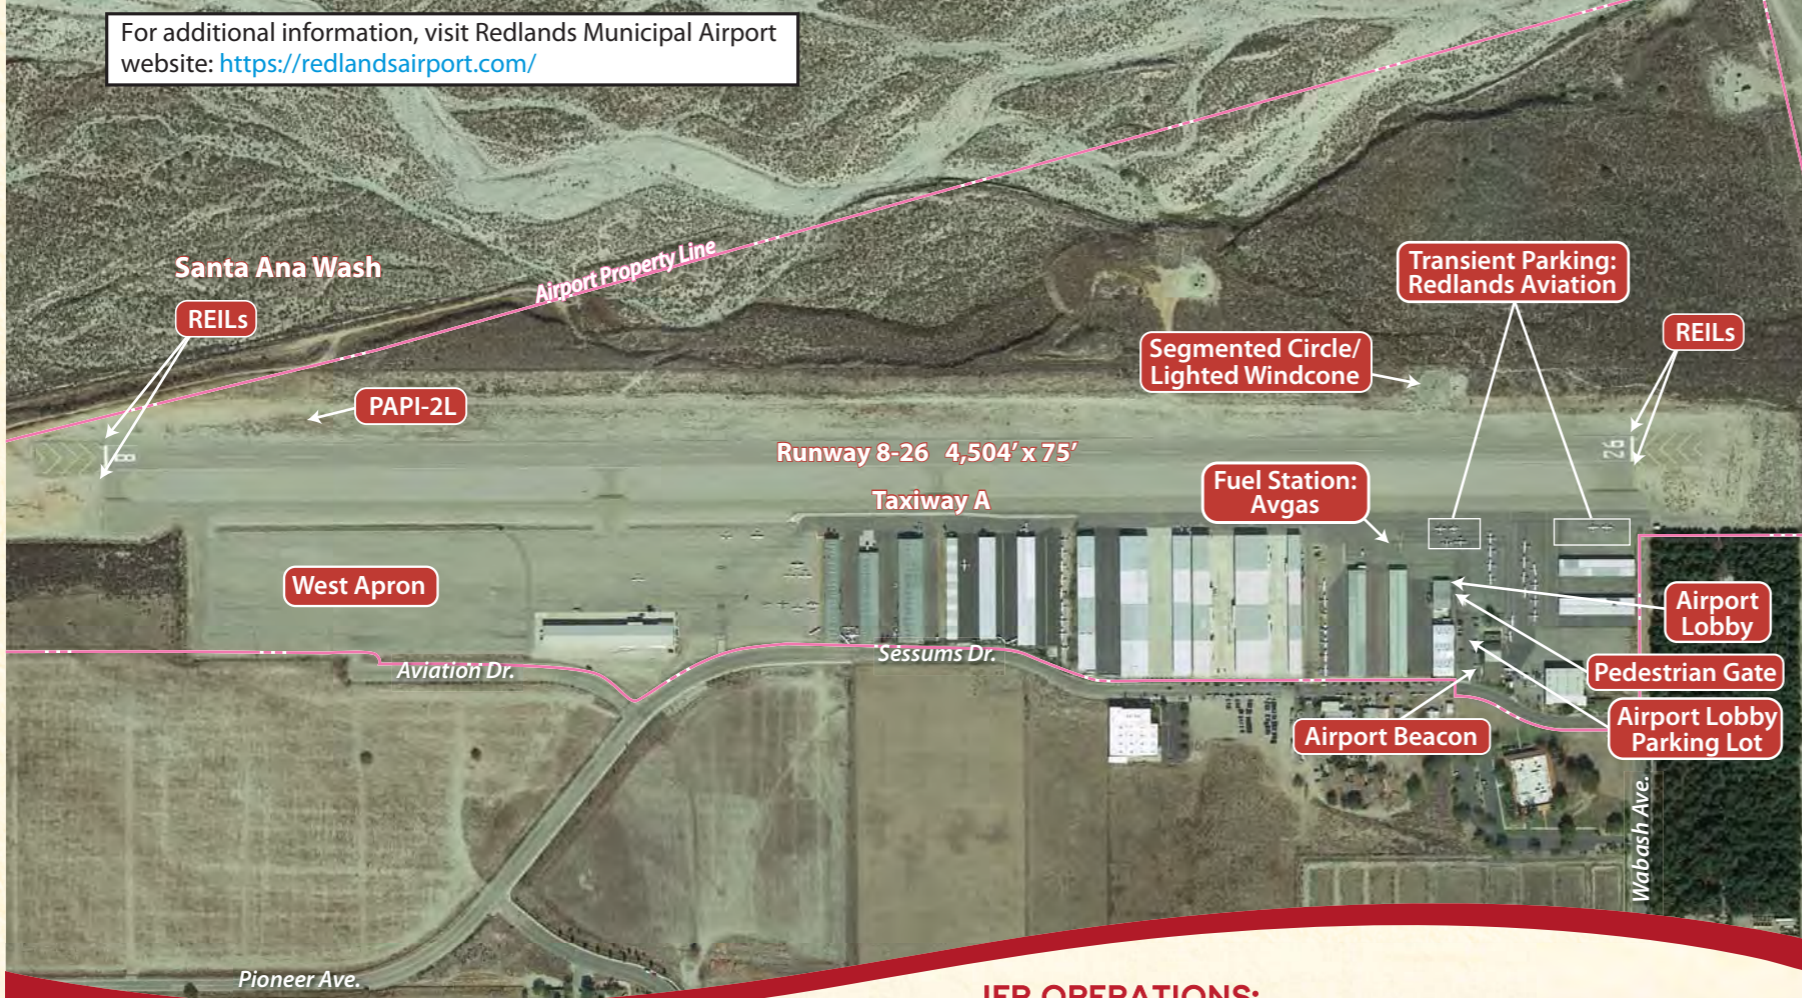 For additional information, visit Redlands Municipal Airport
website: https://redlandsairport.com/
Santa Ana Wash
Airport Property Line
REILs
PAPI-2L
Transient Parking:
Redlands Aviation
Segmented Circle/
Lighted Windcone
REILs
Runway 8-26 4,504' x 75'
8
26
Taxiway A
Fuel Station:
Avgas
West Apron
Airport
Lobby
Aviation Dr.
Sessums Dr.
Pedestrian Gate
Airport Lobby
Parking Lot
Airport Beacon
Wabash Ave.
Pioneer Ave.
IFR OPERATIONS: